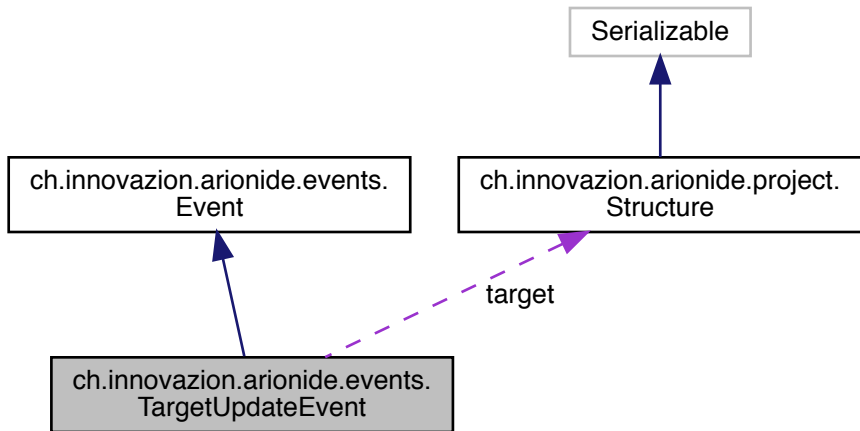 Serializable
ch.innovazion.arionide.events.
Event
ch.innovazion.arionide.project.
Structure
target
ch.innovazion.arionide.events.
TargetUpdateEvent